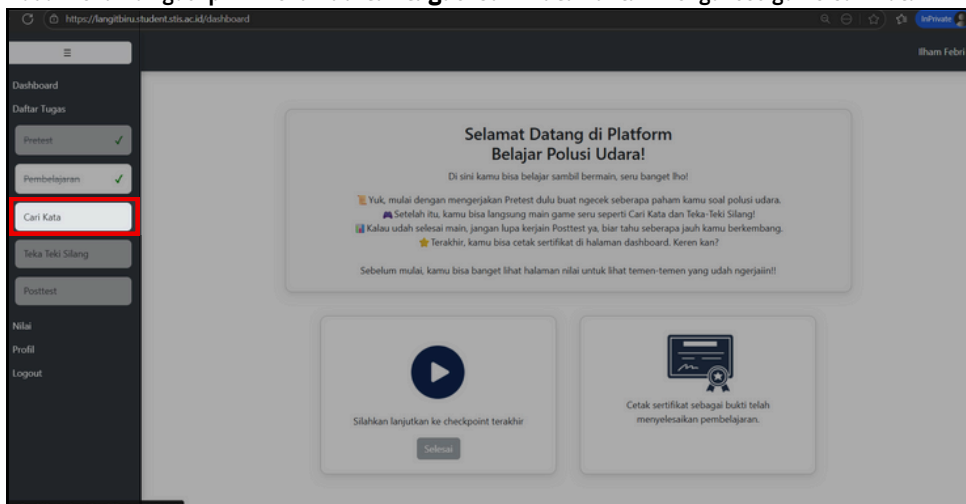 https://langitbiru.student.stis.ac.id/dashboard
InPrivate
Ilham Febri
Dashboard
Daftar Tugas
Pretest
Pembelajaran
Cari Kata
Teka Teki Silang
Posttest
Nilai
Profil
Logout
Selamat Datang di Platform
Belajar Polusi Udara!
Di sini kamu bisa belajar sambil bermain, seru banget lho!
Yuk, mulai dengan mengerjakan Pretest dulu buat ngecek seberapa paham kamu soal polusi udara.
Setelah itu, kamu bisa langsung main game seru seperti Cari Kata dan Teka-Teki Silang!
Kalau udah selesai main, jangan lupa kerjain Posttest ya, biar tahu seberapa jauh kamu berkembang.
Terakhir, kamu bisa cetak sertifikat di halaman dashboard. Keren kan?
Sebelum mulai, kamu bisa banget lihat halaman nilai untuk lihat temen-temen yang udah ngerjaiin!!
Silahkan lanjutkan ke checkpoint terakhir
Selesai
Cetak sertifikat sebagai bukti telah
menyelesaikan pembelajaran.